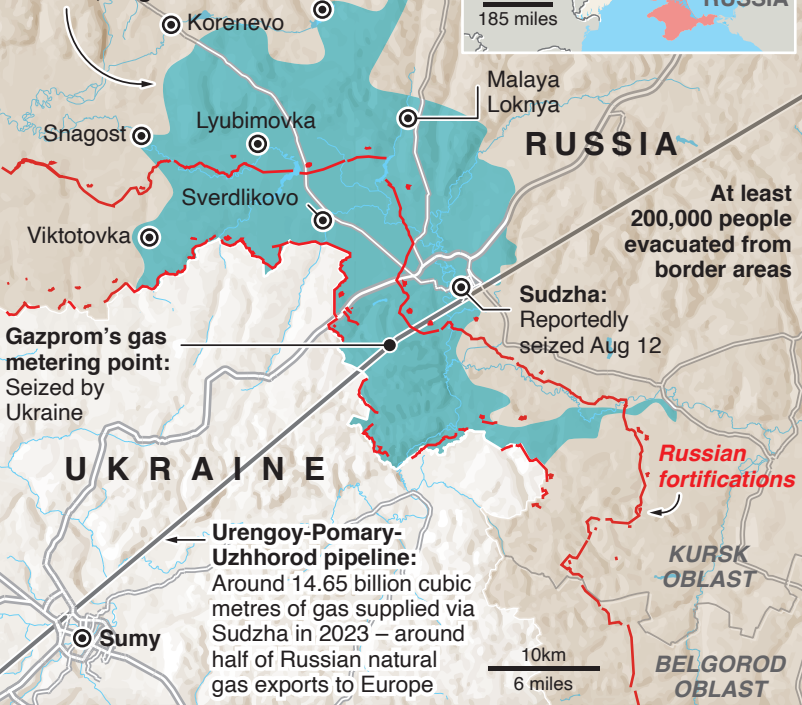 Korenevo
185 miles
RUSSIA
Malaya
Loknya
Snagost
Lyubimovka
RUSSIA
Sverdlikovo
At least
200,000 people
evacuated from
border areas
Viktotovka
Sudzha:
Reportedly
seized Aug 12
Gazprom’s gas
metering point:
Seized by
Ukraine
UKRAINE
Russian
fortifications
Urengoy-Pomary-
Uzhhorod pipeline:
Around 14.65 billion cubic
metres of gas supplied via
Sudzha in 2023 – around
half of Russian natural
gas exports to Europe
KURSK
OBLAST
Sumy
10km
6 miles
BELGOROD
OBLAST